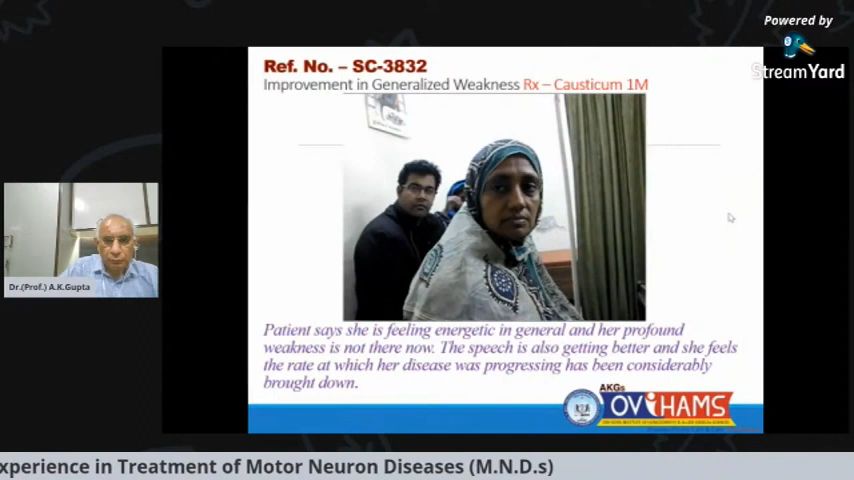 Powered by
StreamYard
Ref. No. – SC-3832
Improvement in Generalized Weakness Rx – Causticum 1M
Dr.(Prof.) A.K.Gupta
Patient says she is feeling energetic in general and her profound
weakness is not there now. The speech is also getting better and she feels
the rate at which her disease was progressing has been considerably
brought down.
AKGs
OViHAMS
xperience in Treatment of Motor Neuron Diseases (M.N.D.s)